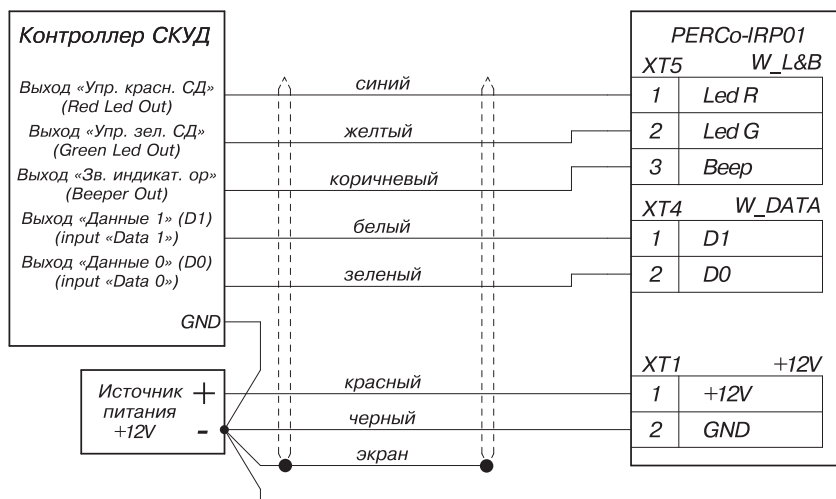 Контроллер СКУД
Выход «Упр. красн. СД»
(Red Led Out)
Выход «Упр. зел. СД»
(Green Led Out)
Выход «Зв. индикат. ор»
(Beeper Out)
Выход «Данные 1» (D1)
(input «Data 1»)
Выход «Данные 0» (D0)
(input «Data 0»)
GND
Источник
питания
+12V
+
-
синий
желтый
коричневый
белый
зеленый
красный
черный
экран
PERCo-IRP01
XT5 W_L&B
1 Led R
2 Led G
3 Beep
XT4 W_DATA
1 D1
2 D0
XT1 +12V
1 +12V
2 GND